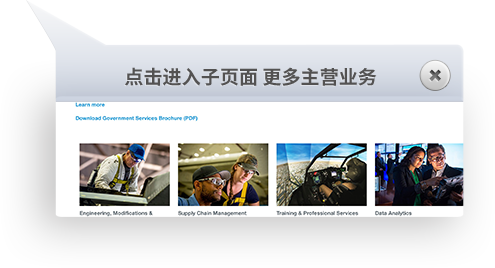 点击进入子页面 更多主营业务
Learn more
Download Government Services Brochure (PDF)
Engineering, Modifications &
Supply Chain Management
Training & Professional Services
Data Analytics